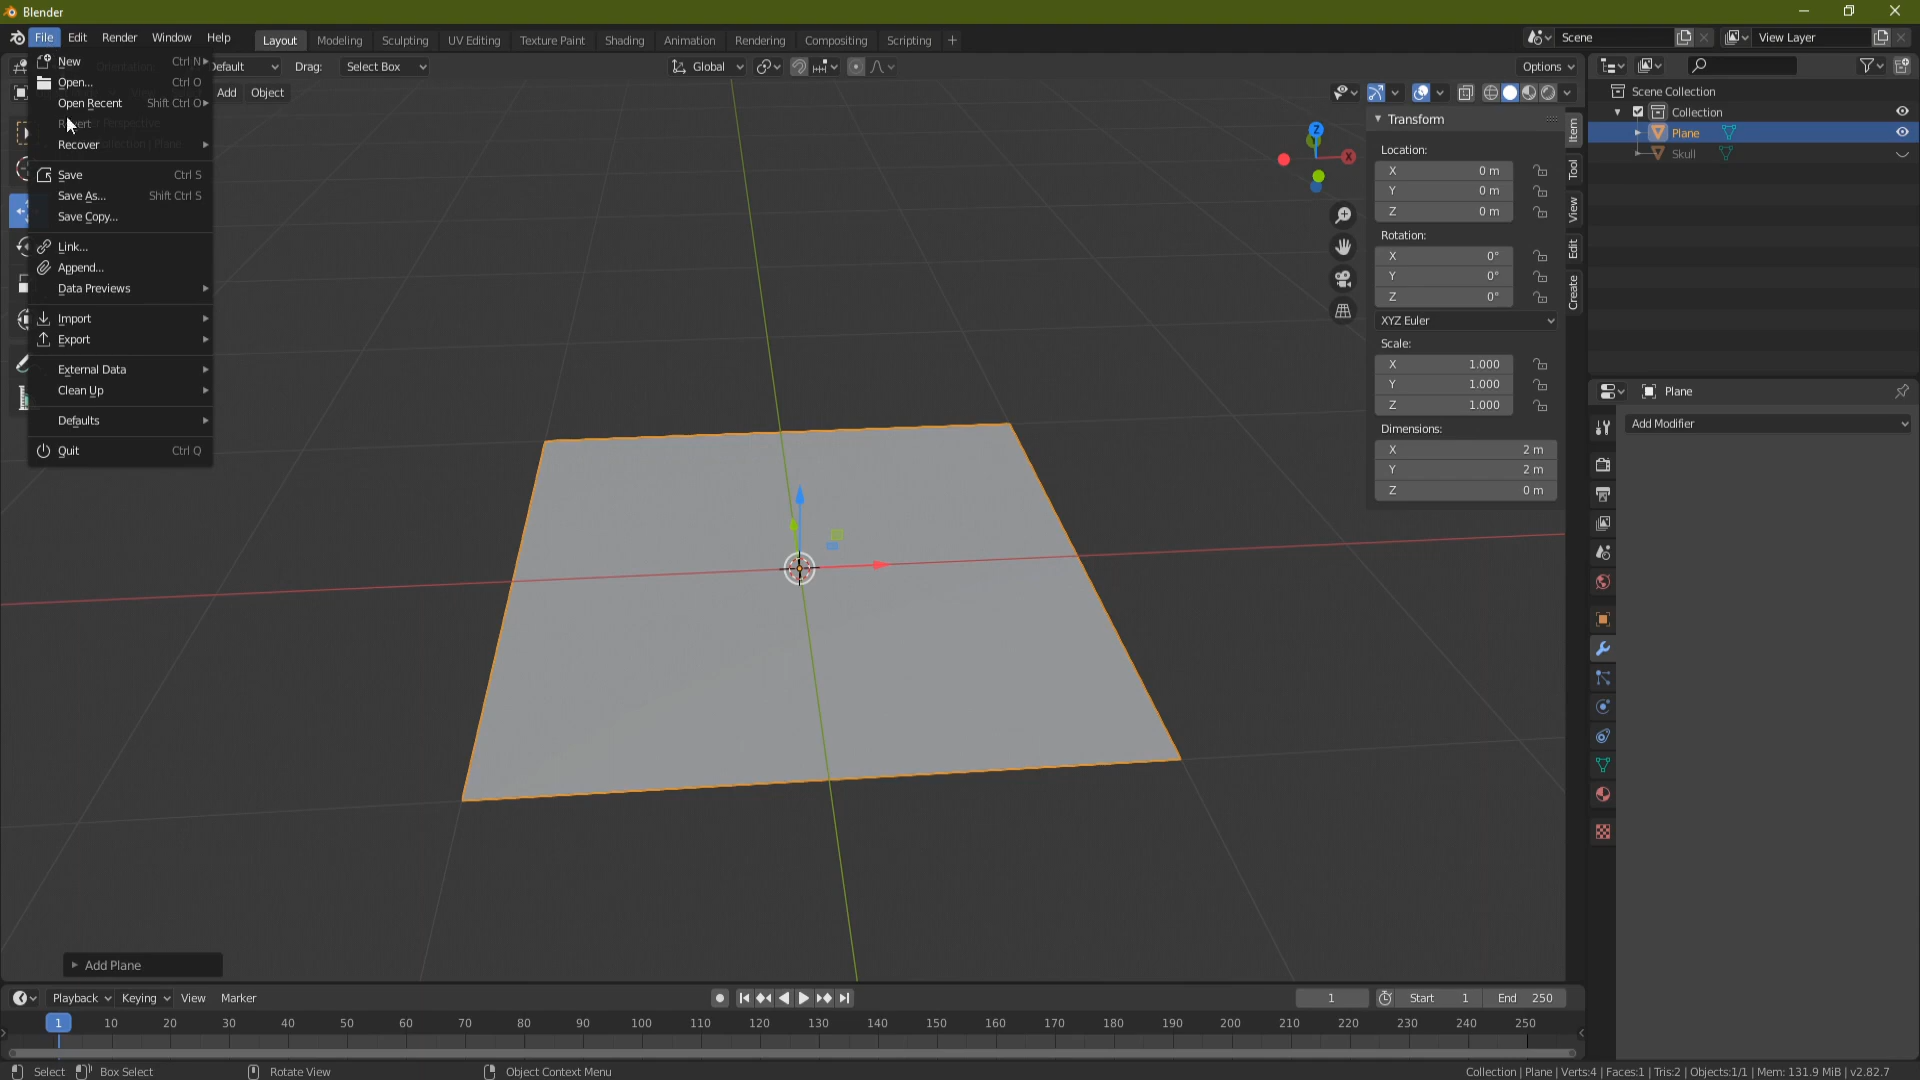 Blender
File Edit Render Window Help Layout Modeling Sculpting UV Editing Texture Paint Shading Animation Rendering Compositing Scripting + Scene View Layer
Default Drag: Select Box Global Options
Add Object
New Ctrl N
Open... Ctrl O
Open Recent Shift Ctrl O
Revert
Recover
Save Ctrl S
Save As... Shift Ctrl S
Save Copy...
Link...
Append...
Data Previews
Import
Export
External Data
Clean Up
Defaults
Quit Ctrl Q
Z
X
Transform
Location:
X 0 m
Y 0 m
Z 0 m
Rotation:
X 0°
Y 0°
Z 0°
XYZ Euler
Scale:
X 1.000
Y 1.000
Z 1.000
Dimensions:
X 2 m
Y 2 m
Z 0 m
Item
Tool
View
Edit
Create
Scene Collection
Collection
Plane
Skull
Plane
Add Modifier
Add Plane
Playback Keying View Marker 1 Start 1 End 250
1 10 20 30 40 50 60 70 80 90 100 110 120 130 140 150 160 170 180 190 200 210 220 230 240 250
Select Box Select Rotate View Object Context Menu Collection | Plane | Verts:4 | Faces:1 | Tris:2 | Objects:1/1 | Mem: 131.9 MiB | v2.82.7